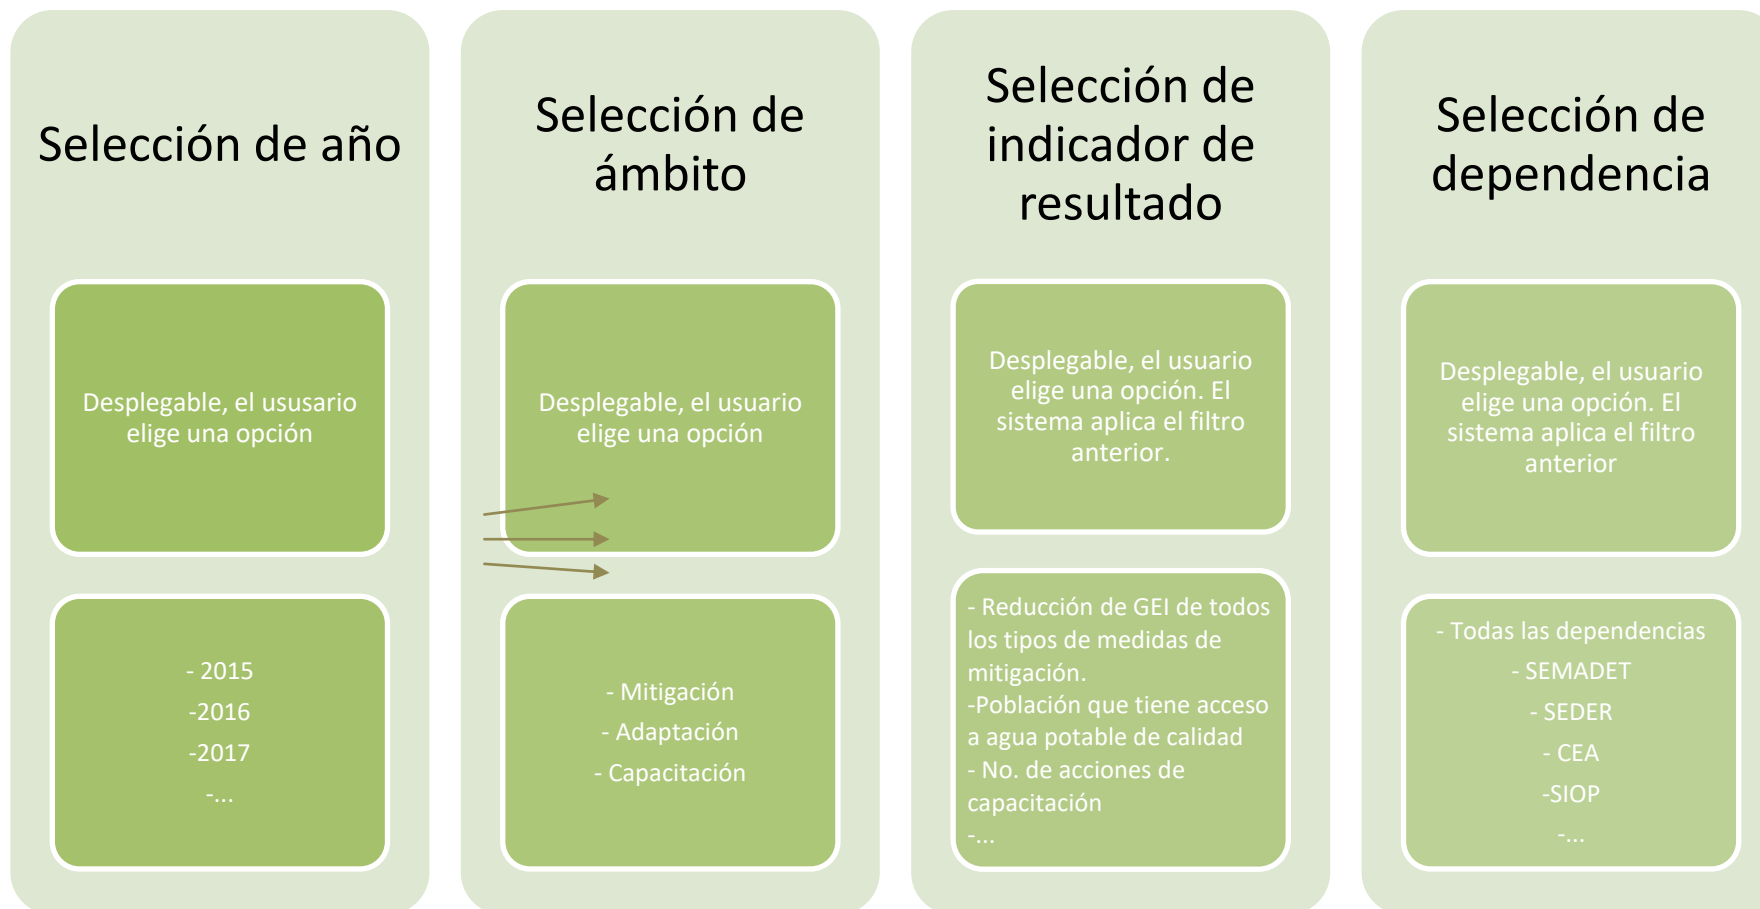 Selección de año
Desplegable, el ususario
elige una opción
- 2015
-2016
-2017
-...
Selección de
ámbito
Desplegable, el usuario
elige una opción
- Mitigación
- Adaptación
- Capacitación
Selección de
indicador de
resultado
Desplegable, el usuario
elige una opción. El
sistema aplica el filtro
anterior.
- Reducción de GEI de todos
los tipos de medidas de
mitigación.
-Población que tiene acceso
a agua potable de calidad
- No. de acciones de
capacitación
-...
Selección de
dependencia
Desplegable, el usuario
elige una opción. El
sistema aplica el filtro
anterior
- Todas las dependencias
- SEMADET
- SEDER
- CEA
-SIOP
-...